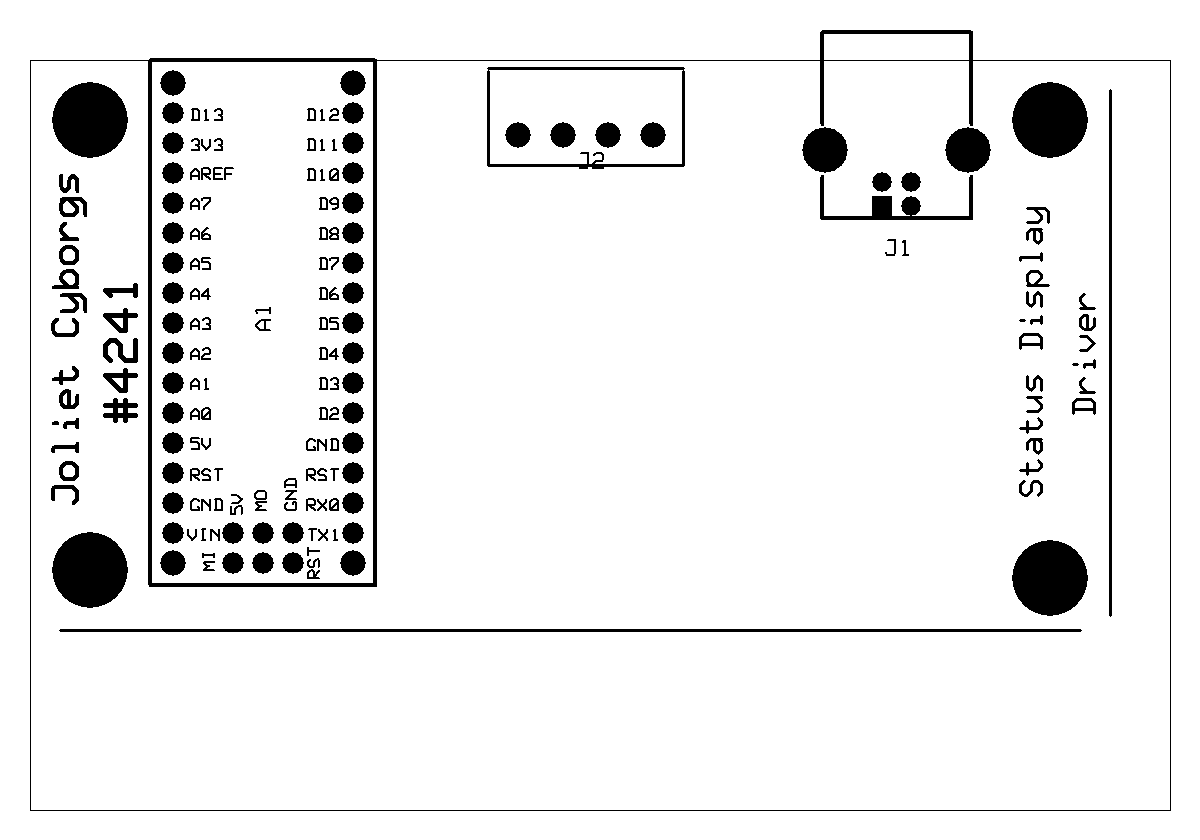 Joliet Cyborgs
#4241
D13
3V3
AREF
A7
A6
A5
A4
A3
A2
A1
A0
5V
RST
GND
VIN
MI
5V
MO
GND
RST
A1
D12
D11
D10
D9
D8
D7
D6
D5
D4
D3
D2
GND
RST
RX0
TX1
J2
J1
Status Display
Driver